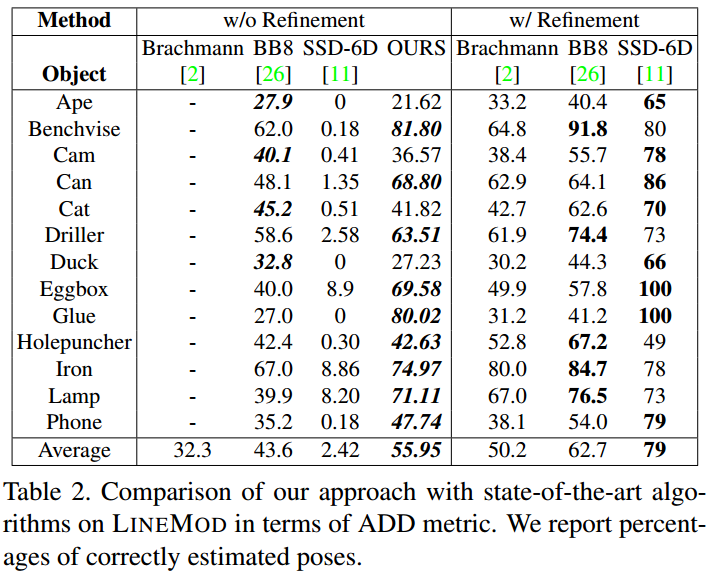 Method w/o Refinement w/ Refinement
Brachmann BB8 SSD-6D OURS Brachmann BB8 SSD-6D
Object [2] [26] [11] [2] [26] [11]
Ape - 27.9 0 21.62 33.2 40.4 65
Benchvise - 62.0 0.18 81.80 64.8 91.8 80
Cam - 40.1 0.41 36.57 38.4 55.7 78
Can - 48.1 1.35 68.80 62.9 64.1 86
Cat - 45.2 0.51 41.82 42.7 62.6 70
Driller - 58.6 2.58 63.51 61.9 74.4 73
Duck - 32.8 0 27.23 30.2 44.3 66
Eggbox - 40.0 8.9 69.58 49.9 57.8 100
Glue - 27.0 0 80.02 31.2 41.2 100
Holepuncher - 42.4 0.30 42.63 52.8 67.2 49
Iron - 67.0 8.86 74.97 80.0 84.7 78
Lamp - 39.9 8.20 71.11 67.0 76.5 73
Phone - 35.2 0.18 47.74 38.1 54.0 79
Average 32.3 43.6 2.42 55.95 50.2 62.7 79
Table 2. Comparison of our approach with state-of-the-art algo-
rithms on LINEMOD in terms of ADD metric. We report percent-
ages of correctly estimated poses.